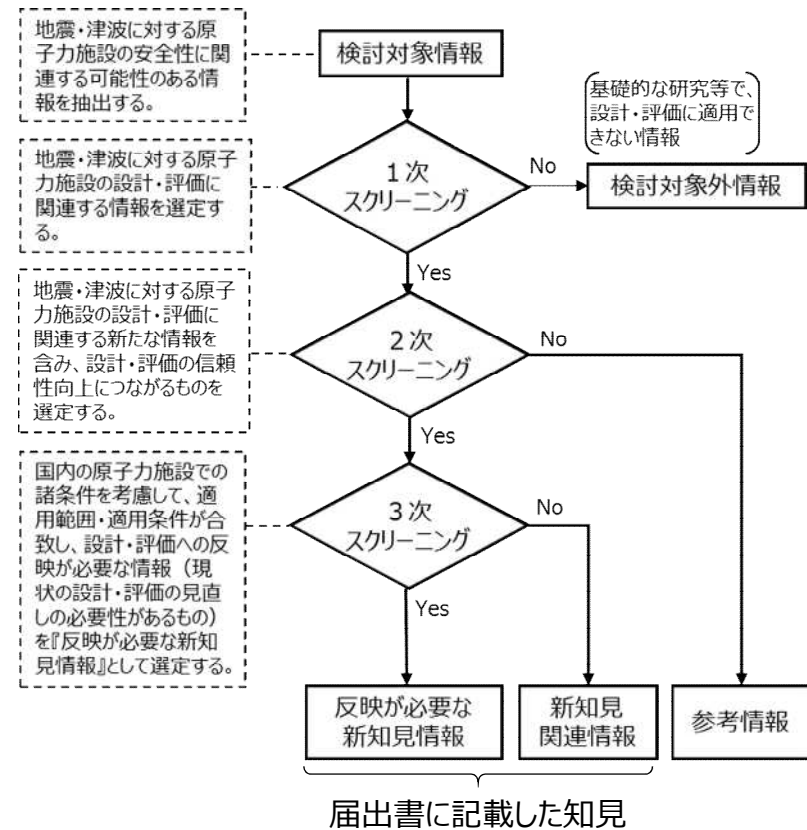 地震・津波に対する原
子力施設の安全性に関
連する可能性のある情
報を抽出する。
検討対象情報
基礎的な研究等で、
設計・評価に適用で
きない情報
地震・津波に対する原子
力施設の設計・評価に
関連する情報を選定す
る。
1次
スクリーニング
No
検討対象外情報
Yes
地震・津波に対する原子
力施設の設計・評価に
関連する新たな情報を
含み、設計・評価の信頼
性向上につながるものを
選定する。
2次
スクリーニング
No
Yes
国内の原子力施設での
諸条件を考慮して、適
用範囲・適用条件が合
致し、設計・評価への反
映が必要な情報（現
状の設計・評価の見直
しの必要性があるもの）
を『反映が必要な新知
見情報』として選定する。
3次
スクリーニング
No
Yes
反映が必要な
新知見情報
新知見
関連情報
参考情報
届出書に記載した知見